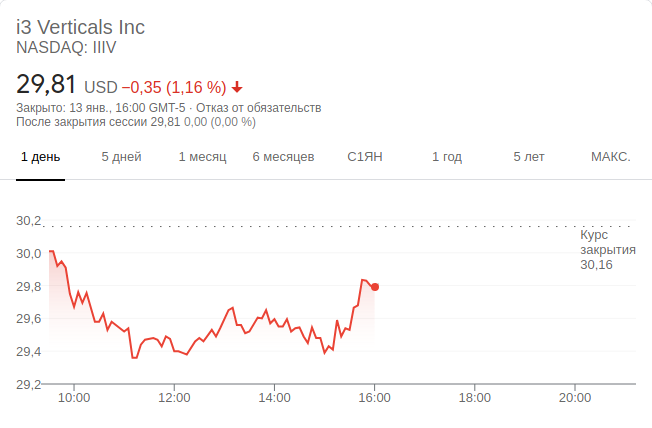 i3 Verticals Inc
NASDAQ: IIIV
29,81 USD −0,35 (1,16 %)
Закрыто: 13 янв., 16:00 GMT-5 · Отказ от обязательств
После закрытия сессии 29,81 0,00 (0,00 %)
1 день 5 дней 1 месяц 6 месяцев С1ЯН 1 год 5 лет МАКС.
30,2
Курс
закрытия
30,16
30,0
29,8
29,6
29,4
29,2
10:00 12:00 14:00 16:00 18:00 20:00